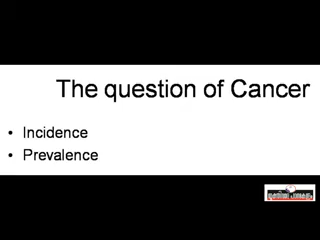 The question of Cancer
• Incidence
• Prevalence